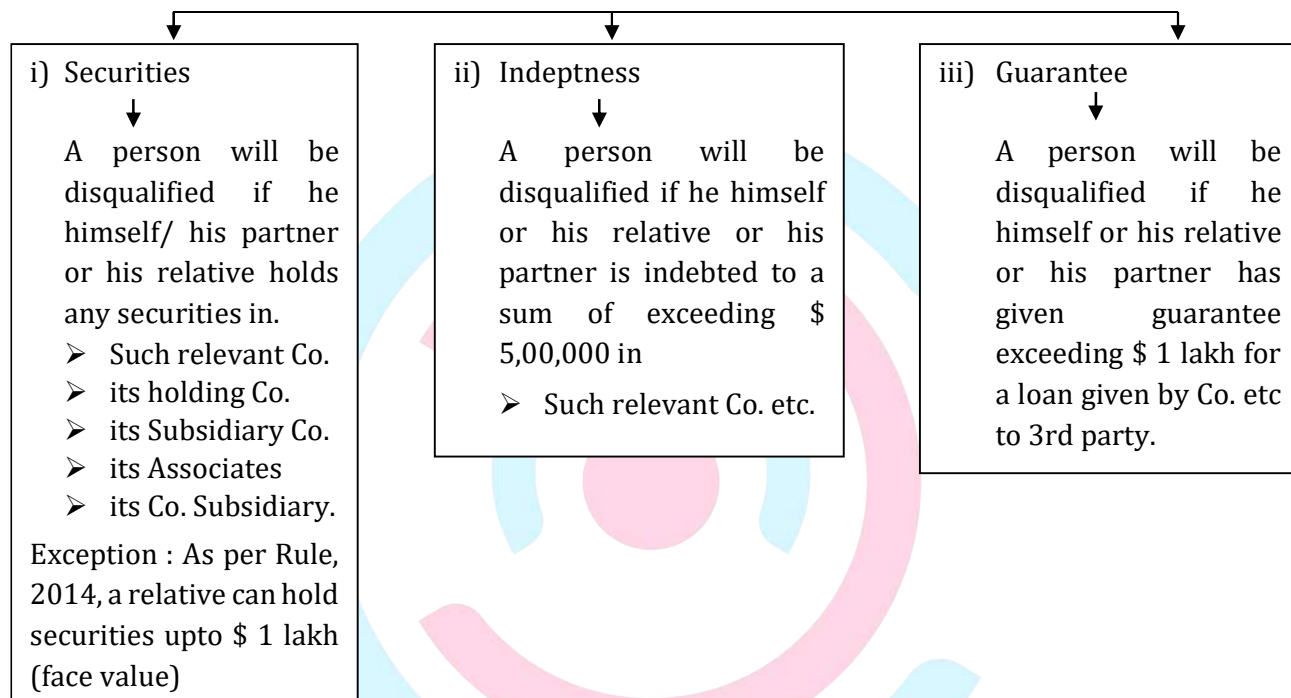 i) Securities
A person will be
disqualified if he
himself/ his partner
or his relative holds
any securities in.
➢ Such relevant Co.
➢ its holding Co.
➢ its Subsidiary Co.
➢ its Associates
➢ its Co. Subsidiary.
Exception : As per Rule,
2014, a relative can hold
securities upto $ 1 lakh
(face value)
ii) Indeptness
A person will be
disqualified if he himself
or his relative or his
partner is indebted to a
sum of exceeding $
5,00,000 in
➢ Such relevant Co. etc.
iii) Guarantee
A person will be
disqualified if he
himself or his relative
or his partner has
given guarantee
exceeding $ 1 lakh for
a loan given by Co. etc
to 3rd party.